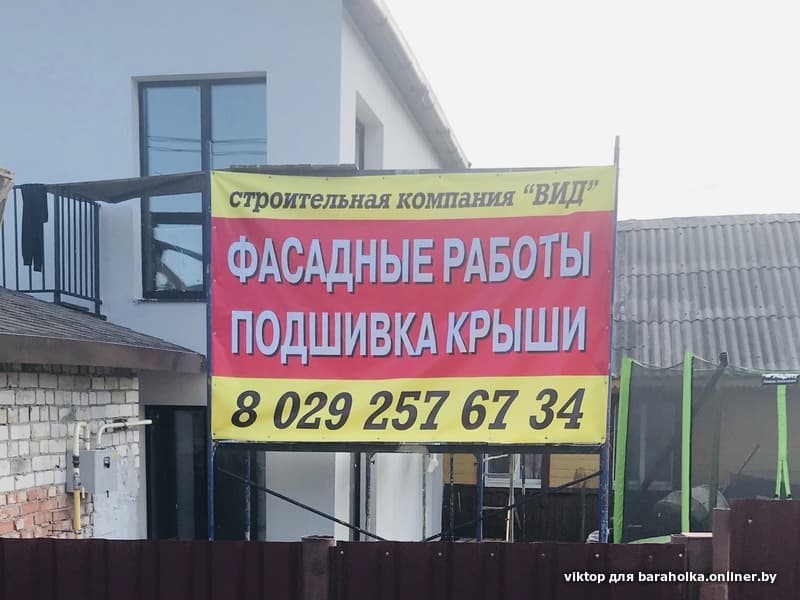 строительная компания "ВИД"
ФАСАДНЫЕ РАБОТЫ
ПОДШИВКА КРЫШИ
8 029 257 67 34
viktop для baraholka.onliner.by